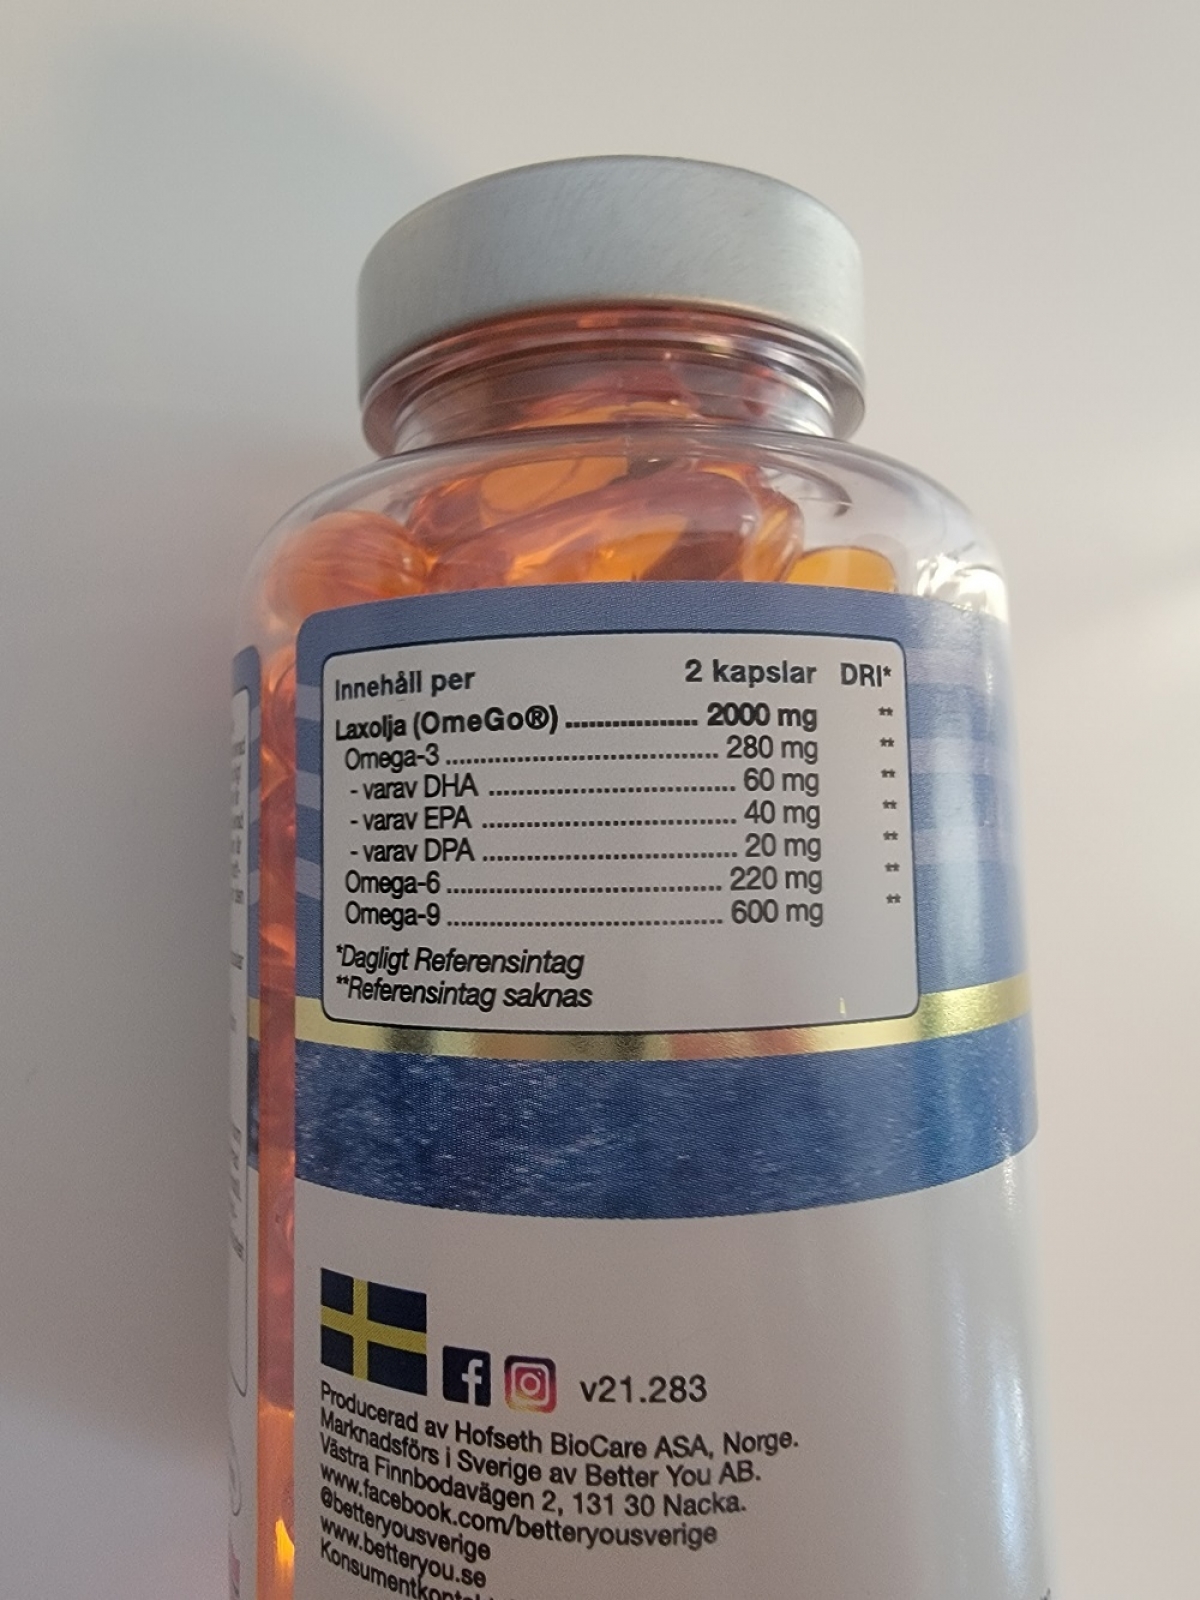 Innehåll per 2 kapslar DRI*
Laxolja (OmeGo®) .................. 2000 mg **
Omega-3 ..................................... 280 mg **
- varav DHA ................................. 60 mg **
- varav EPA .................................. 40 mg **
- varav DPA .................................. 20 mg **
Omega-6 ..................................... 220 mg **
Omega-9 ..................................... 600 mg **
*Dagligt Referensintag
**Referensintag saknas
v21.283
Producerad av Hofseth BioCare ASA, Norge.
Marknadsförs i Sverige av Better You AB.
Västra Finnbodavägen 2, 131 30 Nacka.
www.facebook.com/betteryousverige
@betteryousverige
www.betteryou.se